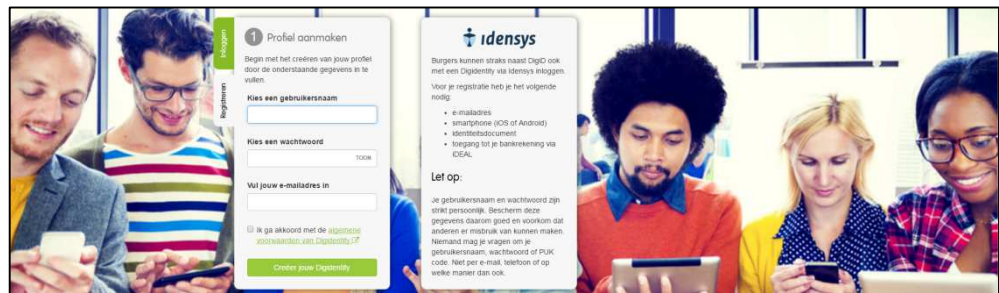 Inloggen
Registreren
1 Profiel aanmaken
Begin met het creëren van jouw profiel
door de onderstaande gegevens in te
vullen.
Kies een gebruikersnaam
Kies een wachtwoord
TOON
Vul jouw e-mailadres in
Ik ga akkoord met de algemene
voorwaarden van Digidentity
Creëer jouw Digidentity
idensys
Burgers kunnen straks naast DigiD ook
met een Digidentity via Idensys inloggen.
Voor je registratie heb je het volgende
nodig:
• e-mailadres
• smartphone (iOS of Android)
• identiteitsdocument
• toegang tot je bankrekening via
iDEAL
Let op:
Je gebruikersnaam en wachtwoord zijn
strikt persoonlijk. Bescherm deze
gegevens daarom goed en voorkom dat
anderen er misbruik van kunnen maken.
Niemand mag je vragen om je
gebruikersnaam, wachtwoord of PUK
code. Niet per e-mail, telefoon of op
welke manier dan ook.